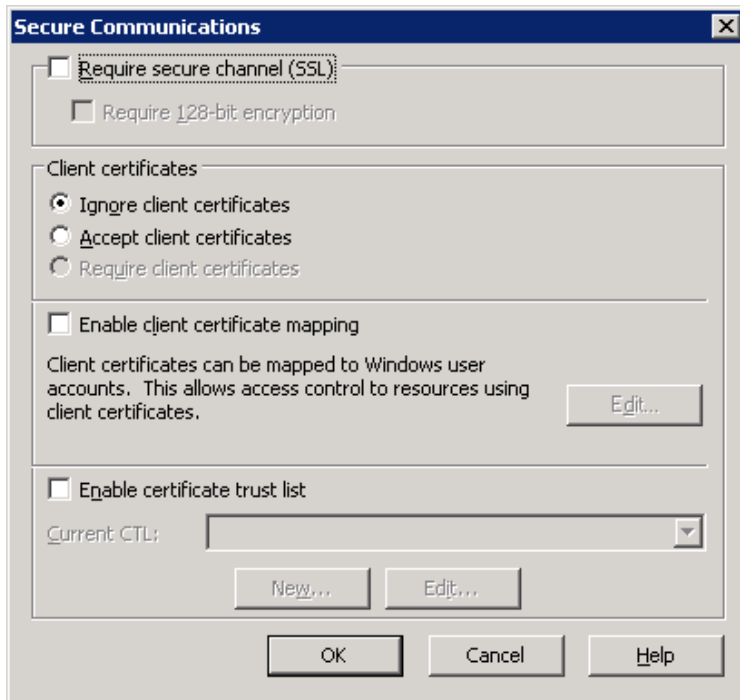 Secure Communications
Require secure channel (SSL)
Require 128-bit encryption
Client certificates
Ignore client certificates
Accept client certificates
Require client certificates
Enable client certificate mapping
Client certificates can be mapped to Windows user
accounts. This allows access control to resources using
client certificates.
Edit...
Enable certificate trust list
Current CTL:
New...
Edit...
OK
Cancel
Help